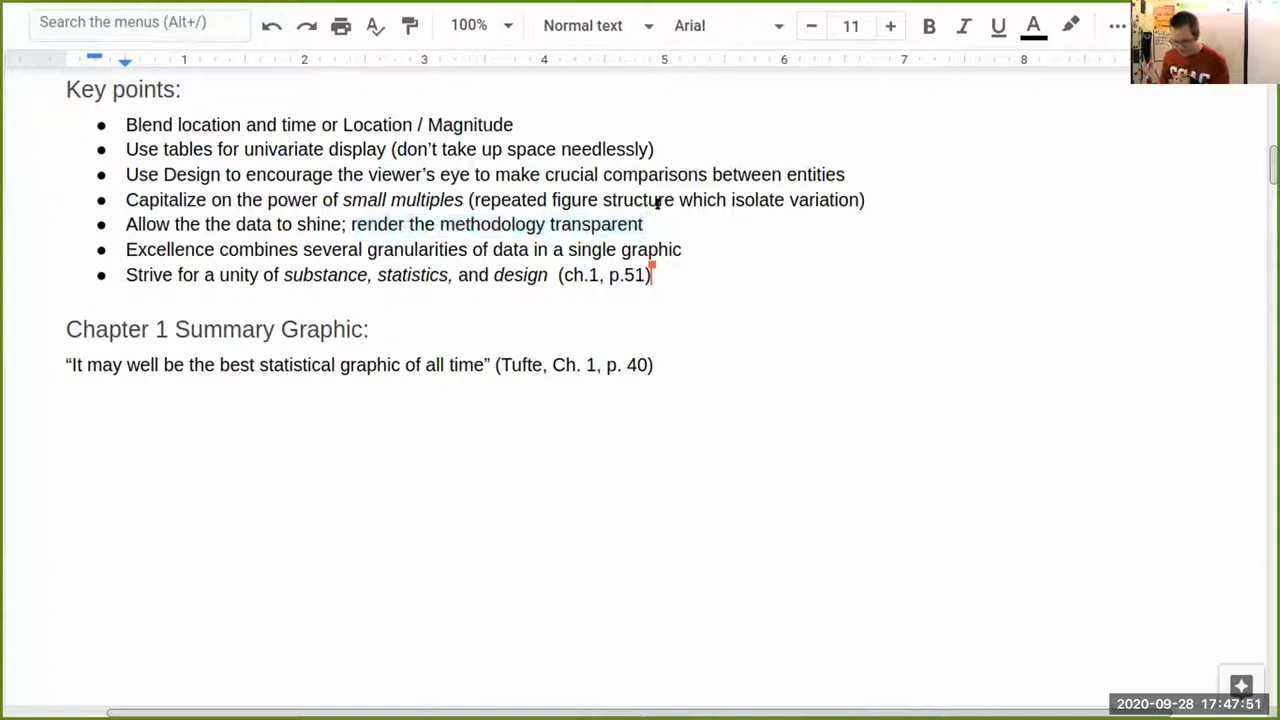 Search the menus (Alt+/)
100%
Normal text
Arial
11
B I U A
1 2 3 4 5 6 7 8
Key points:
● Blend location and time or Location / Magnitude
● Use tables for univariate display (don’t take up space needlessly)
● Use Design to encourage the viewer’s eye to make crucial comparisons between entities
● Capitalize on the power of small multiples (repeated figure structure which isolate variation)
● Allow the the data to shine; render the methodology transparent
● Excellence combines several granularities of data in a single graphic
● Strive for a unity of substance, statistics, and design (ch.1, p.51)
Chapter 1 Summary Graphic:
“It may well be the best statistical graphic of all time” (Tufte, Ch. 1, p. 40)
2020-09-28 17:47:51